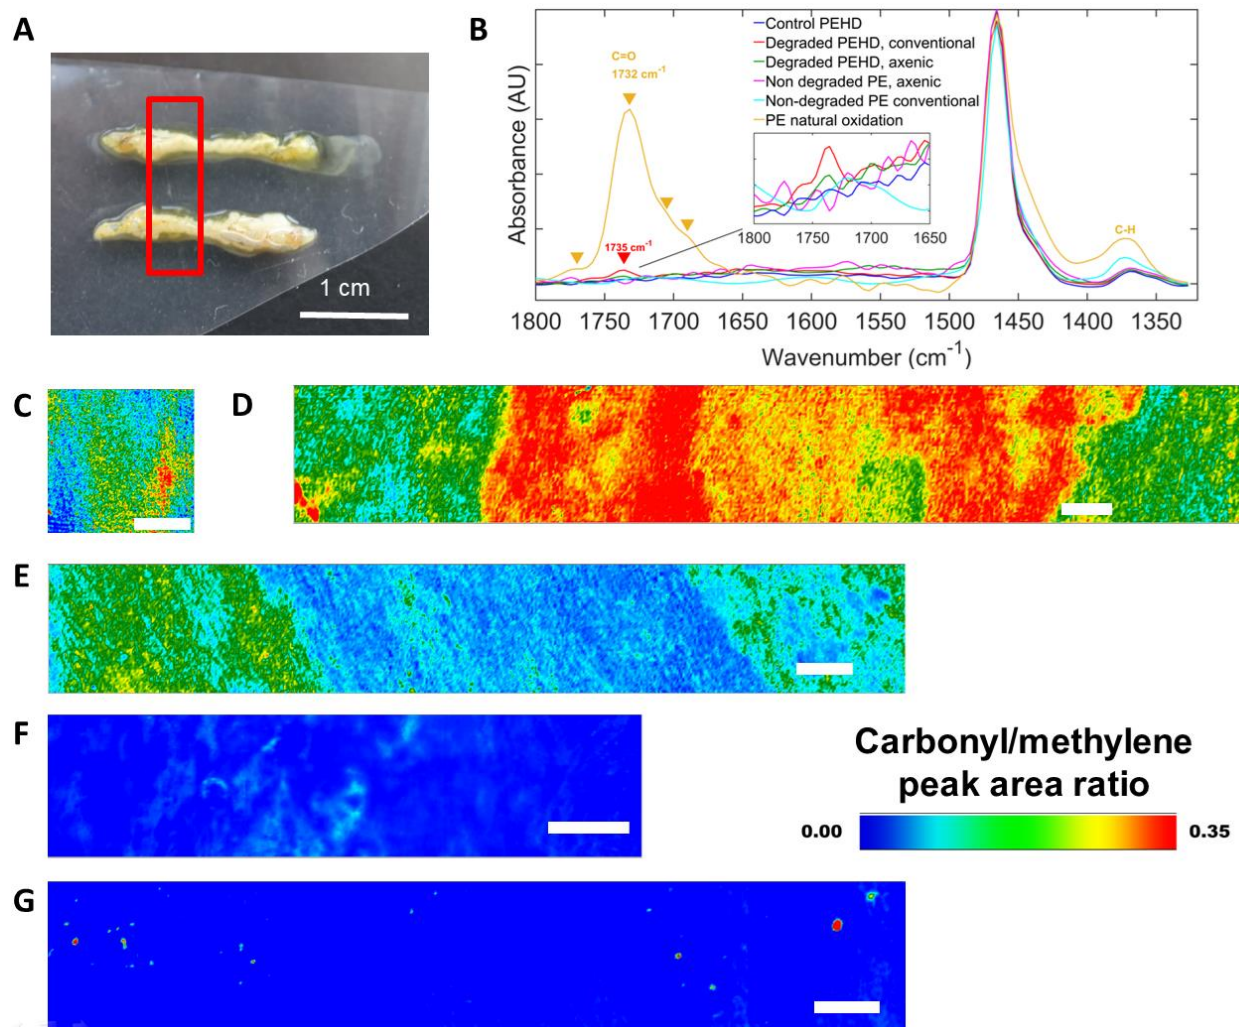 A
1 cm
B
Absorbance (AU)
C=O
1732 cm-1
Control PEHD
Degraded PEHD, conventional
Degraded PEHD, axenic
Non degraded PE, axenic
Non-degraded PE conventional
PE natural oxidation
1800 1750 1700 1650
1735 cm-1
C-H
1800 1750 1700 1650 1600 1550 1500 1450 1400 1350
Wavenumber (cm-1)
C
D
E
F
Carbonyl/methylene
peak area ratio
0.00 0.35
G